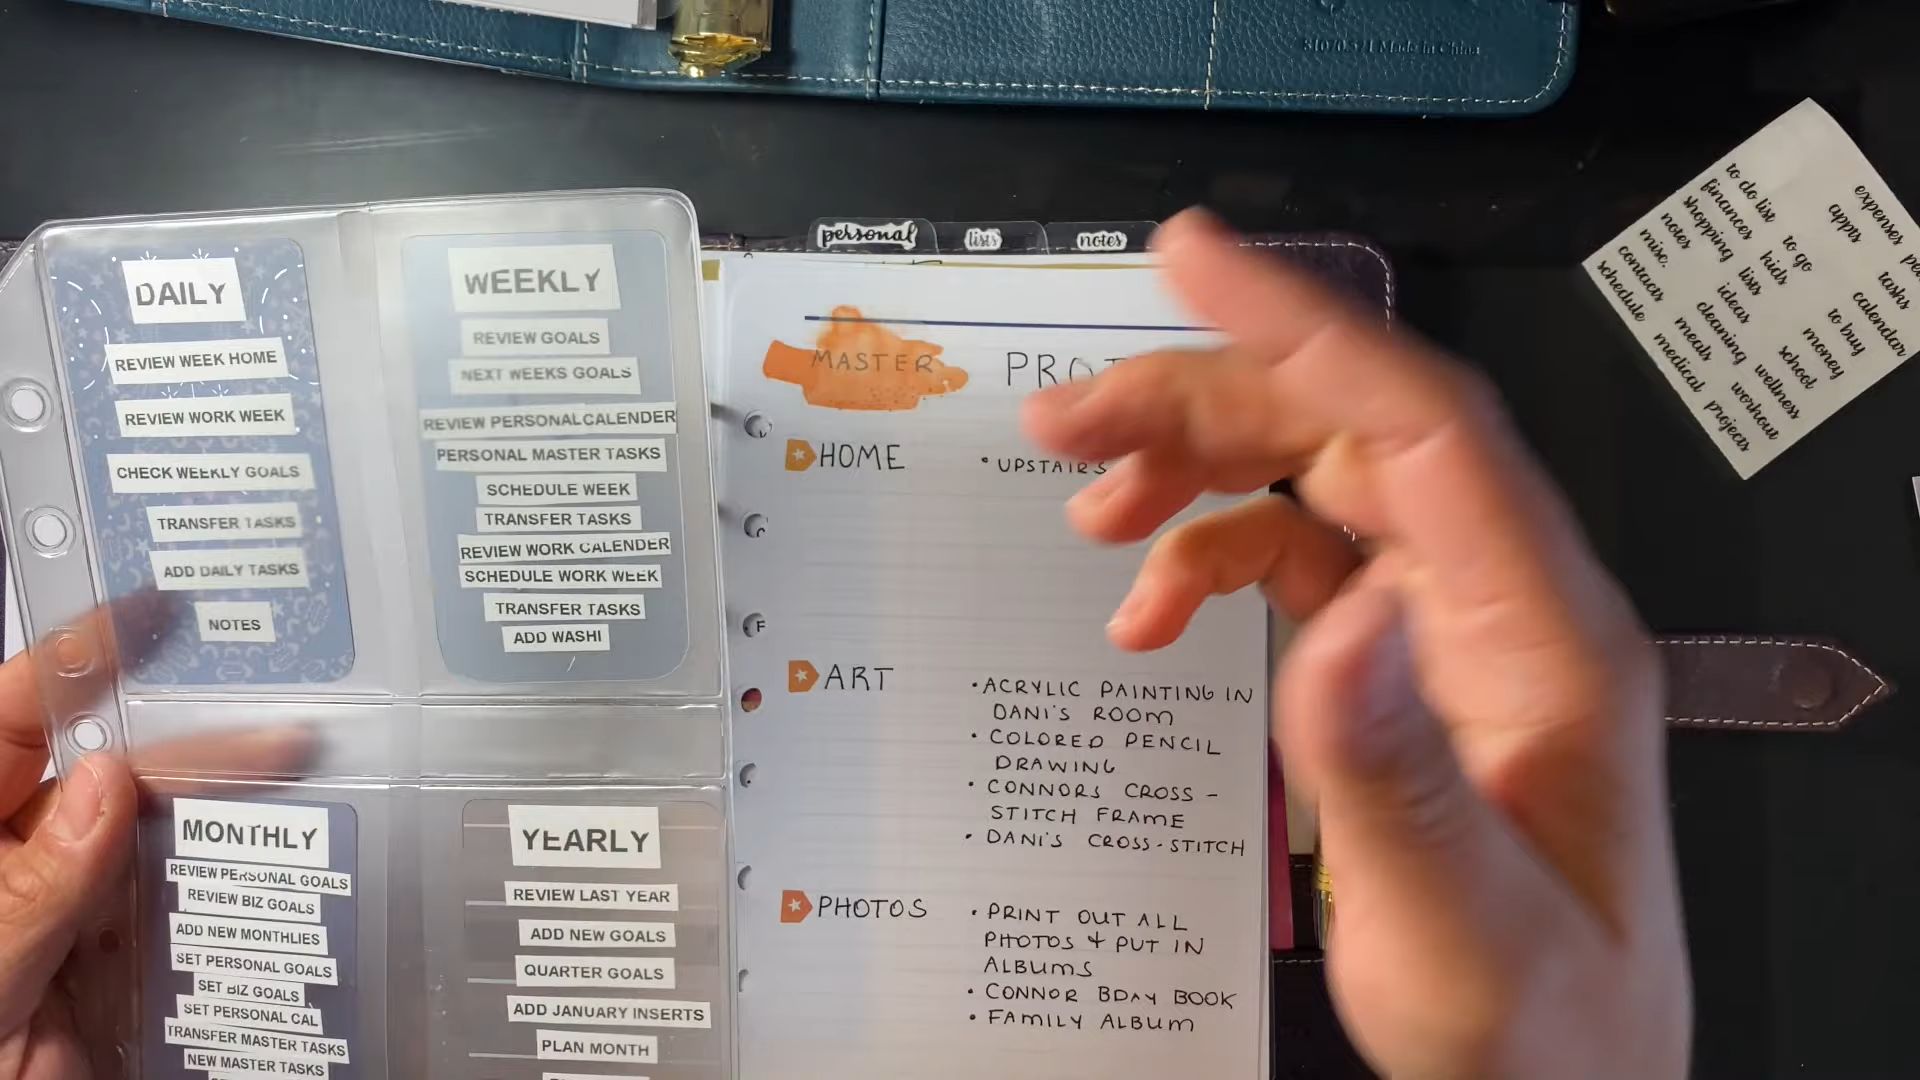 31070571 Made in China
DAILY
REVIEW WEEK HOME
REVIEW WORK WEEK
CHECK WEEKLY GOALS
TRANSFER TASKS
ADD DAILY TASKS
NOTES
WEEKLY
REVIEW GOALS
NEXT WEEKS GOALS
REVIEW PERSONAL CALENDER
PERSONAL MASTER TASKS
SCHEDULE WEEK
TRANSFER TASKS
REVIEW WORK CALENDER
SCHEDULE WORK WEEK
TRANSFER TASKS
ADD WASHI
MONTHLY
REVIEW PERSONAL GOALS
REVIEW BIZ GOALS
ADD NEW MONTHLIES
SET PERSONAL GOALS
SET BIZ GOALS
SET PERSONAL CAL
TRANSFER MASTER TASKS
NEW MASTER TASKS
YEARLY
REVIEW LAST YEAR
ADD NEW GOALS
QUARTER GOALS
ADD JANUARY INSERTS
PLAN MONTH
personal
lists
notes
MASTER
HOME
• UPSTAIRS
ART
• ACRYLIC PAINTING IN
DANI'S ROOM
• COLORED PENCIL
DRAWING
• CONNORS CROSS-
STITCH FRAME
• DANI'S CROSS-STITCH
PHOTOS
• PRINT OUT ALL
PHOTOS + PUT IN
ALBUMS
• CONNOR BDAY BOOK
• FAMILY ALBUM
to do list
finances
shopping
notes
misc.
contacts
schedule
to go
kids
lists
ideas
cleaning
meals
medical
expenses
appts
tasks
calendar
to buy
money
school
wellness
workout
projects